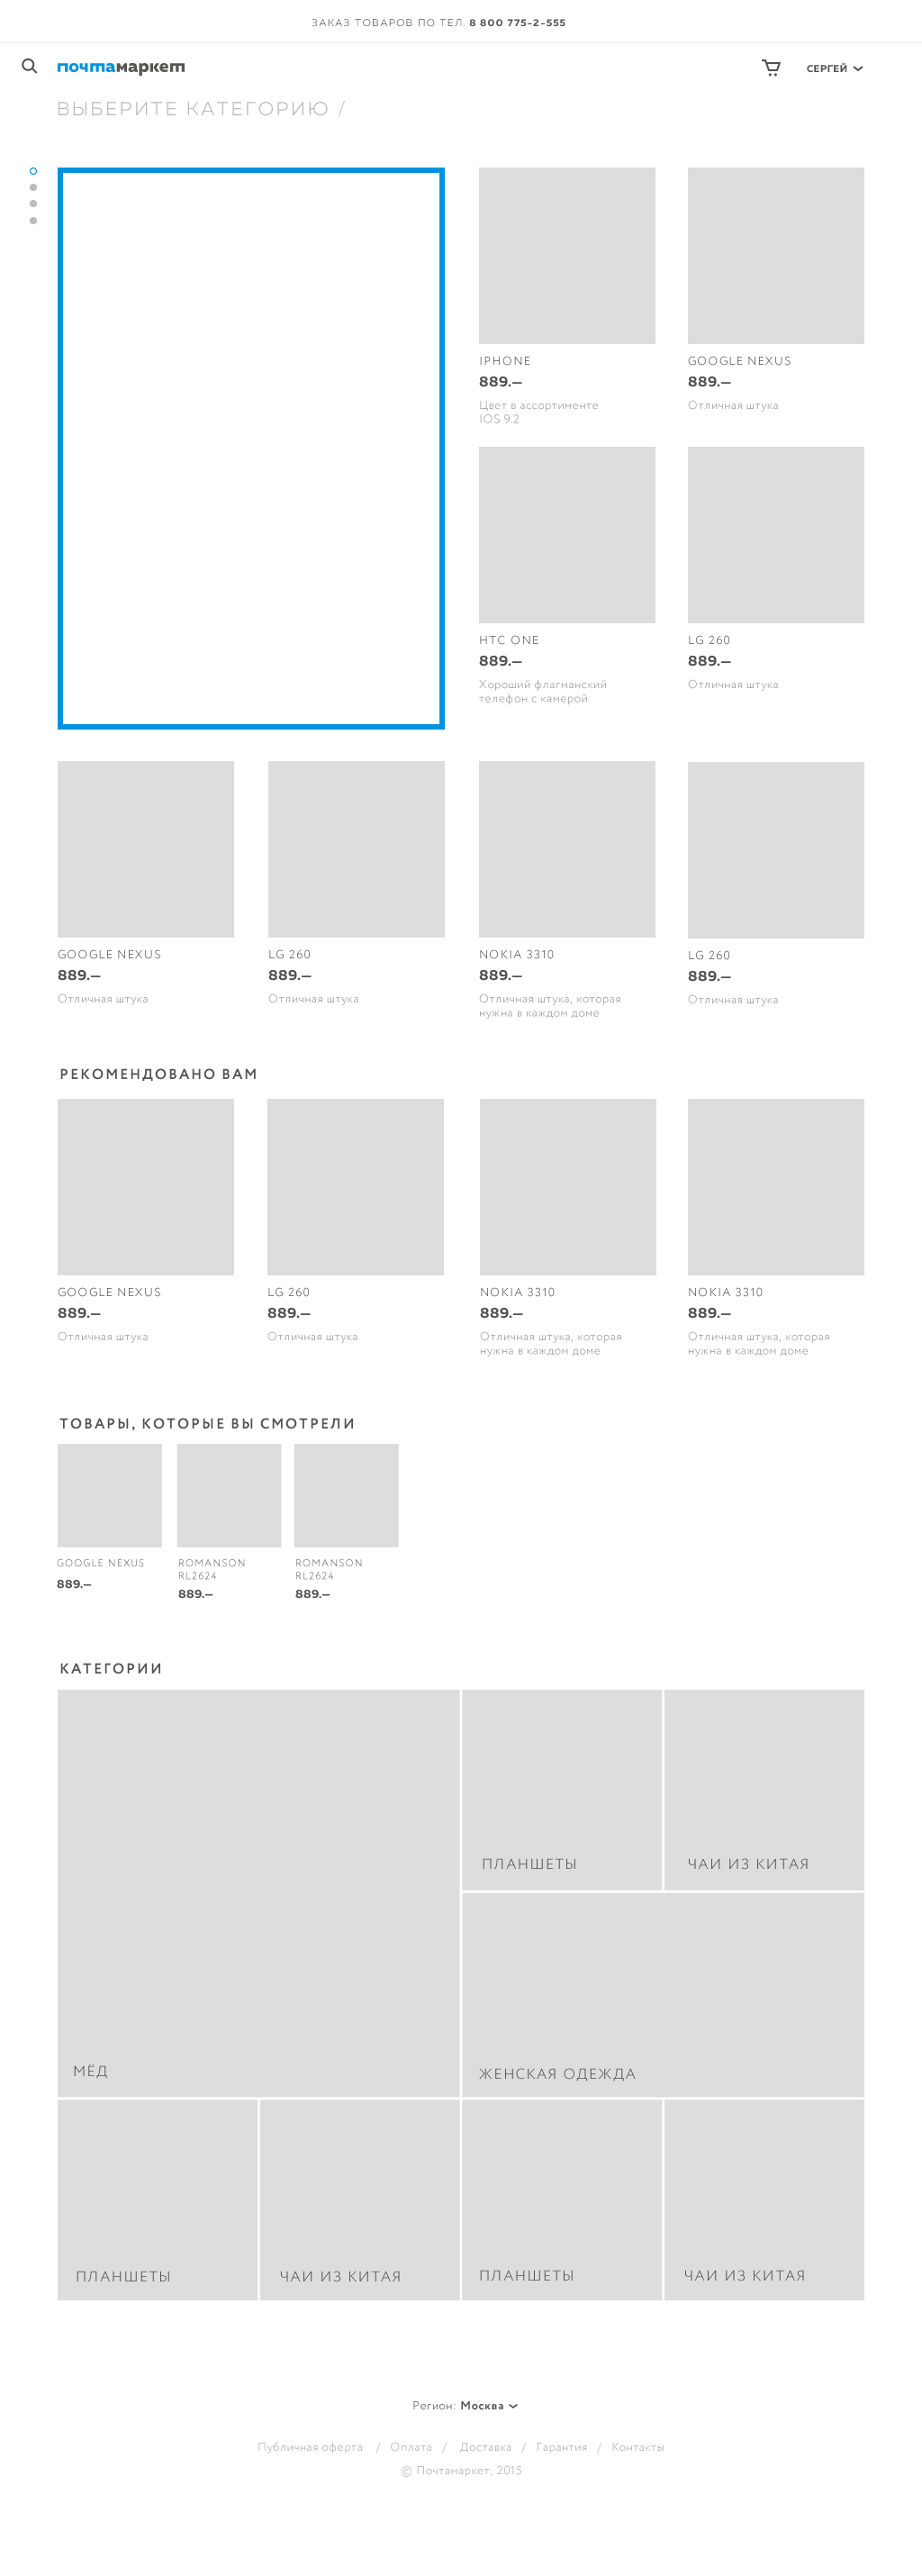 ЗАКАЗ ТОВАРОВ ПО ТЕЛ. 8 800 775-2-555
почтамаркет
СЕРГЕЙ
ВЫБЕРИТЕ КАТЕГОРИЮ /
IPHONE
889.—
Цвет в ассортименте
IOS 9.2
GOOGLE NEXUS
889.—
Отличная штука
HTC ONE
889.—
Хороший флагманский
телефон с камерой
LG 260
889.—
Отличная штука
GOOGLE NEXUS
889.—
Отличная штука
LG 260
889.—
Отличная штука
NOKIA 3310
889.—
Отличная штука, которая
нужна в каждом доме
LG 260
889.—
Отличная штука
РЕКОМЕНДОВАНО ВАМ
GOOGLE NEXUS
889.—
Отличная штука
LG 260
889.—
Отличная штука
NOKIA 3310
889.—
Отличная штука, которая
нужна в каждом доме
NOKIA 3310
889.—
Отличная штука, которая
нужна в каждом доме
ТОВАРЫ, КОТОРЫЕ ВЫ СМОТРЕЛИ
GOOGLE NEXUS
889.—
ROMANSON
RL2624
889.—
ROMANSON
RL2624
889.—
КАТЕГОРИИ
ПЛАНШЕТЫ
ЧАИ ИЗ КИТАЯ
МЁД
ЖЕНСКАЯ ОДЕЖДА
ПЛАНШЕТЫ
ЧАИ ИЗ КИТАЯ
ПЛАНШЕТЫ
ЧАИ ИЗ КИТАЯ
Регион: Москва
Публичная оферта / Оплата / Доставка / Гарантия / Контакты
© Почтамаркет, 2015